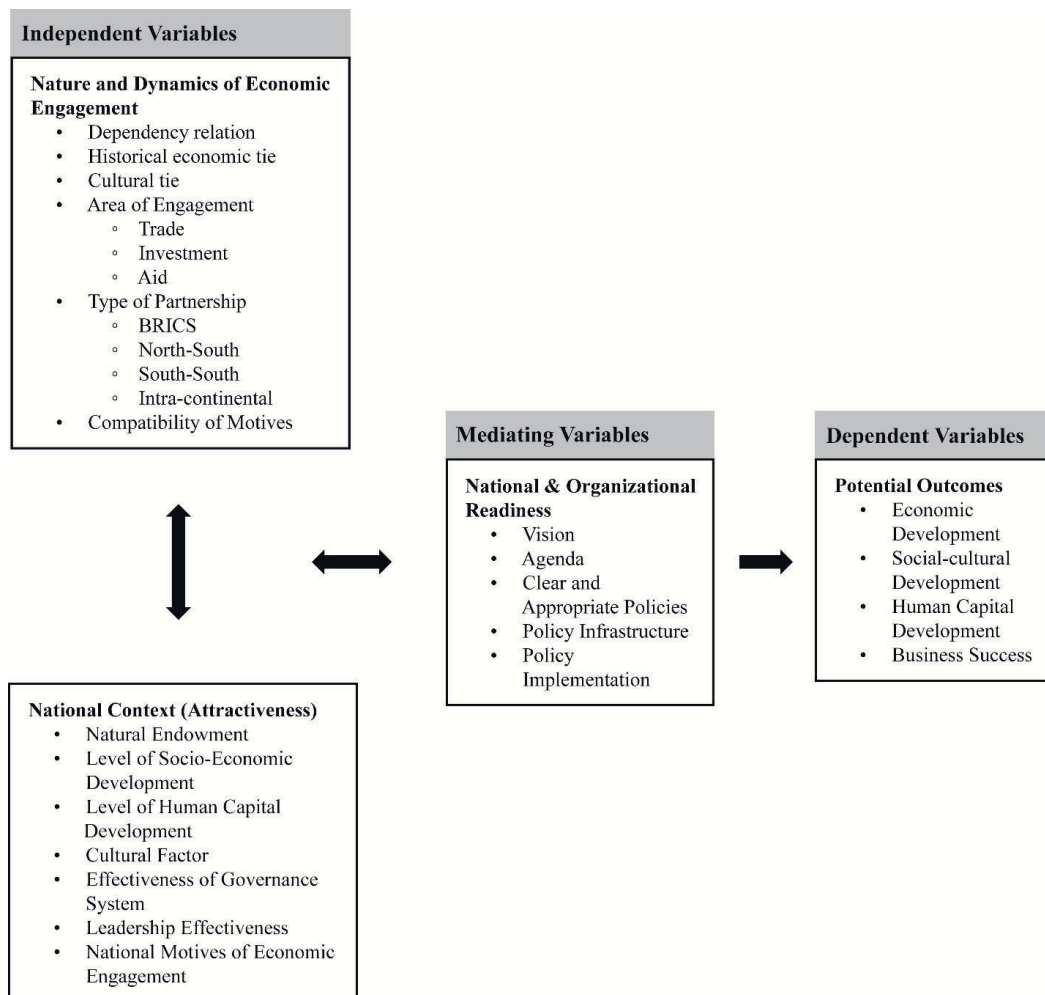 Independent Variables
Nature and Dynamics of Economic
Engagement
• Dependency relation
• Historical economic tie
• Cultural tie
• Area of Engagement
◦ Trade
◦ Investment
◦ Aid
• Type of Partnership
◦ BRICS
◦ North-South
◦ South-South
◦ Intra-continental
• Compatibility of Motives
National Context (Attractiveness)
• Natural Endowment
• Level of Socio-Economic
Development
• Level of Human Capital
Development
• Cultural Factor
• Effectiveness of Governance
System
• Leadership Effectiveness
• National Motives of Economic
Engagement
Mediating Variables
National & Organizational
Readiness
• Vision
• Agenda
• Clear and
Appropriate Policies
• Policy Infrastructure
• Policy
Implementation
Dependent Variables
Potential Outcomes
• Economic
Development
• Social-cultural
Development
• Human Capital
Development
• Business Success